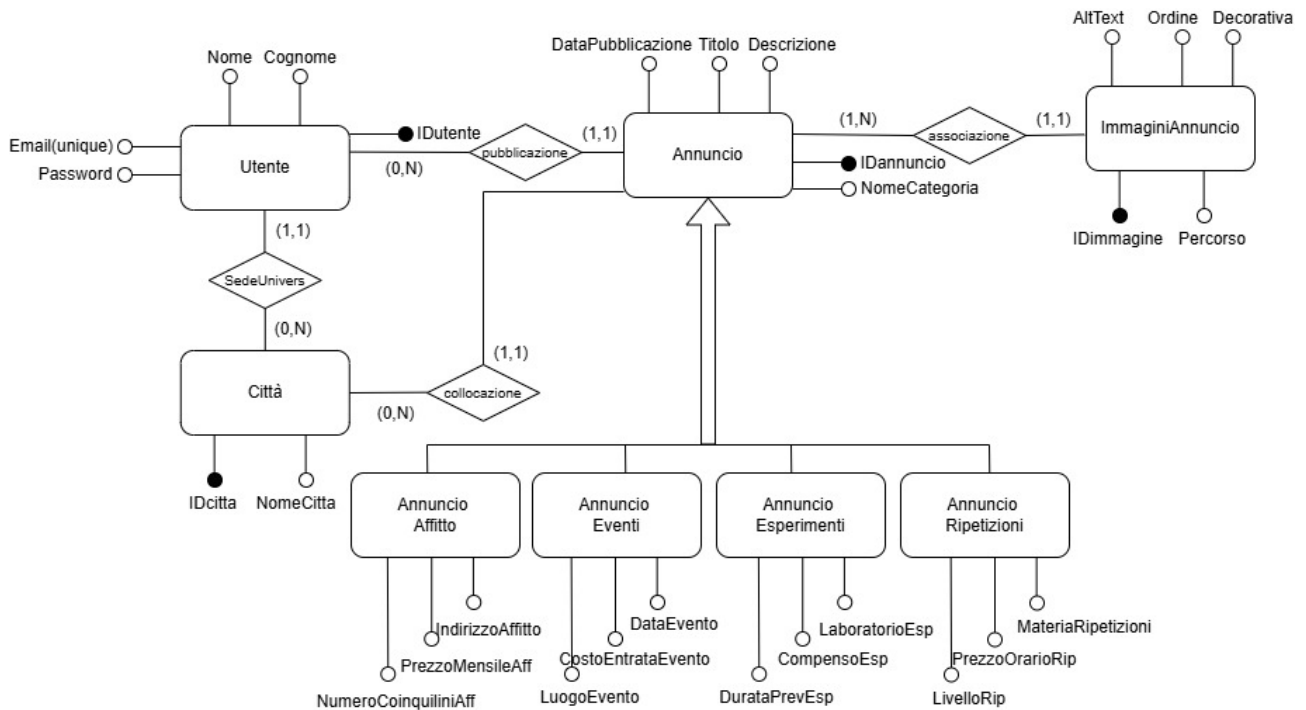 AltText Ordine Decorativa
DataPubblicazione Titolo Descrizione
Nome Cognome
Email(unique)
Password
Utente
IDutente
(0,N)
pubblicazione
(1,1)
Annuncio
(1,N)
associazione
(1,1)
ImmaginiAnnuncio
IDannuncio
NomeCategoria
IDimmagine Percorso
(1,1)
SedeUnivers
(0,N)
Città
(0,N)
collocazione
(1,1)
IDcitta NomeCitta
Annuncio
Affitto
Annuncio
Eventi
Annuncio
Esperimenti
Annuncio
Ripetizioni
IndirizzoAffitto
PrezzoMensileAff
NumeroCoinquiliniAff
DataEvento
CostoEntrataEvento
LuogoEvento
LaboratorioEsp
CompensoEsp
DurataPrevEsp
MateriaRipetizioni
PrezzoOrarioRip
LivelloRip